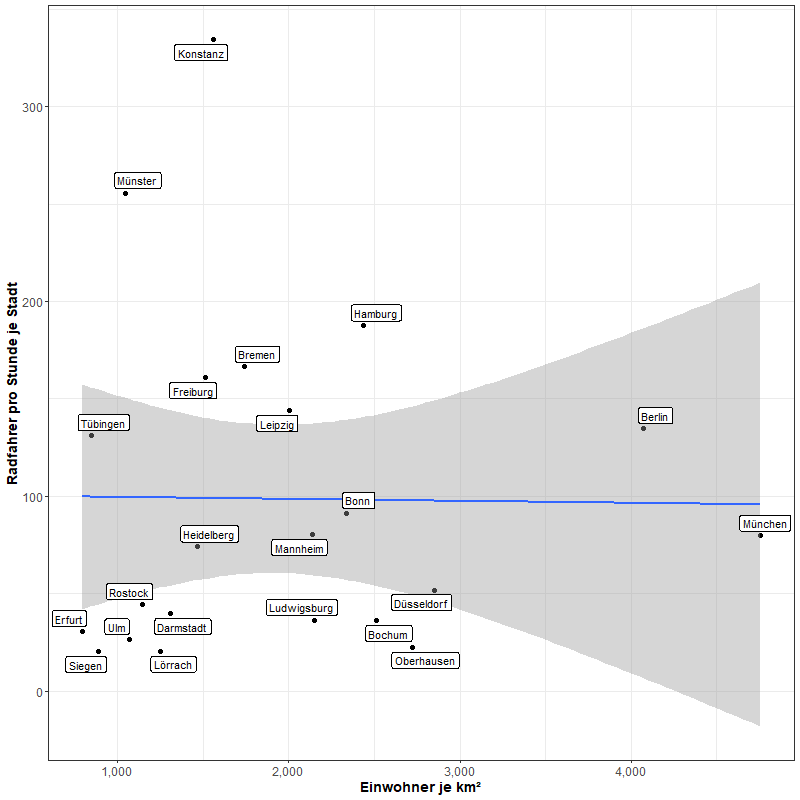 Konstanz
300
Münster
Hamburg
200
Bremen
Freiburg
Leipzig
Tübingen
Berlin
Bonn
100
München
Heidelberg
Mannheim
Rostock
Düsseldorf
Ludwigsburg
Erfurt
Ulm
Darmstadt
Bochum
Siegen
Lörrach
Oberhausen
0
Radfahrer pro Stunde je Stadt
1,000 2,000 3,000 4,000
Einwohner je km²